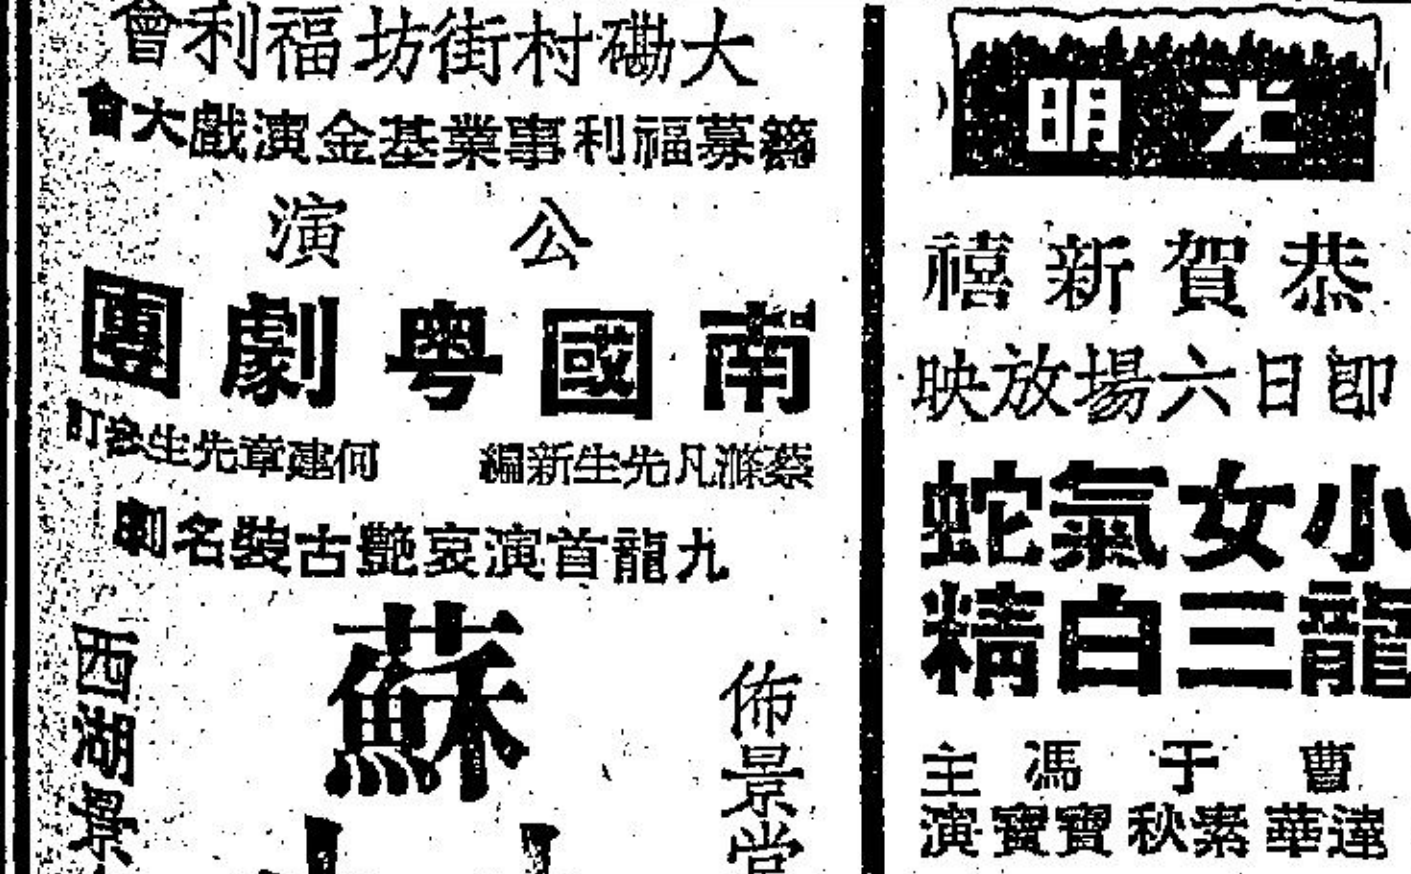 光明
恭賀新禧
即日六場放映
小女氣蛇
龍三白精
曹于馮主
達華素秋寶寶演
大磡村街坊福利會
籌募福利事業基金演戲大會
公演
南國粵劇團
蔡滌凡先生新編 何建章先生參訂
九龍首演哀艷古裝名劇
佈景堂
蘇
西湖景